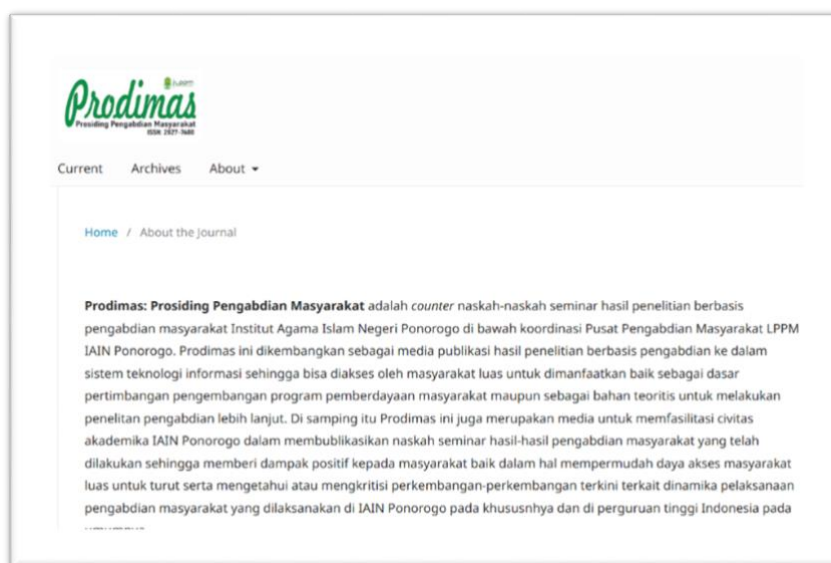 Prodimas
Presiding Pengabdian Masyarakat
Current Archives About
Home / About the Journal
Prodimas: Prosiding Pengabdian Masyarakat adalah counter naskah-naskah seminar hasil penelitian berbasis
pengabdian masyarakat Institut Agama Islam Negeri Ponorogo di bawah koordinasi Pusat Pengabdian Masyarakat LPPM
IAIN Ponorogo. Prodimas ini dikembangkan sebagai media publikasi hasil penelitian berbasis pengabdian ke dalam
sistem teknologi informasi sehingga bisa diakses oleh masyarakat luas untuk dimanfaatkan baik sebagai dasar
pertimbangan pengembangan program pemberdayaan masyarakat maupun sebagai bahan teoritis untuk melakukan
penelitan pengabdian lebih lanjut. Di samping itu Prodimas ini juga merupakan media untuk memfasilitasi civitas
akademika IAIN Ponorogo dalam membublikasikan naskah seminar hasil-hasil pengabdian masyarakat yang telah
dilakukan sehingga memberi dampak positif kepada masyarakat baik dalam hal mempermudah daya akses masyarakat
luas untuk turut serta mengetahui atau mengkritisi perkembangan-perkembangan terkini terkait dinamika pelaksanaan
pengabdian masyarakat yang dilaksanakan di IAIN Ponorogo pada khususnhya dan di perguruan tinggi Indonesia pada